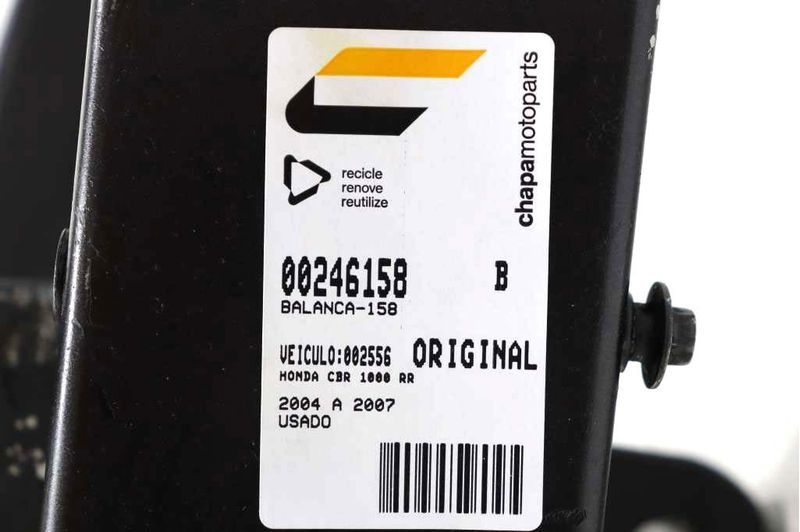 chapamotoparts
recicle
renove
reutilize
00246158 B
BALANCA-158
VEICULO:002556 ORIGINAL
HONDA CBR 1000 RR
2004 A 2007
USADO